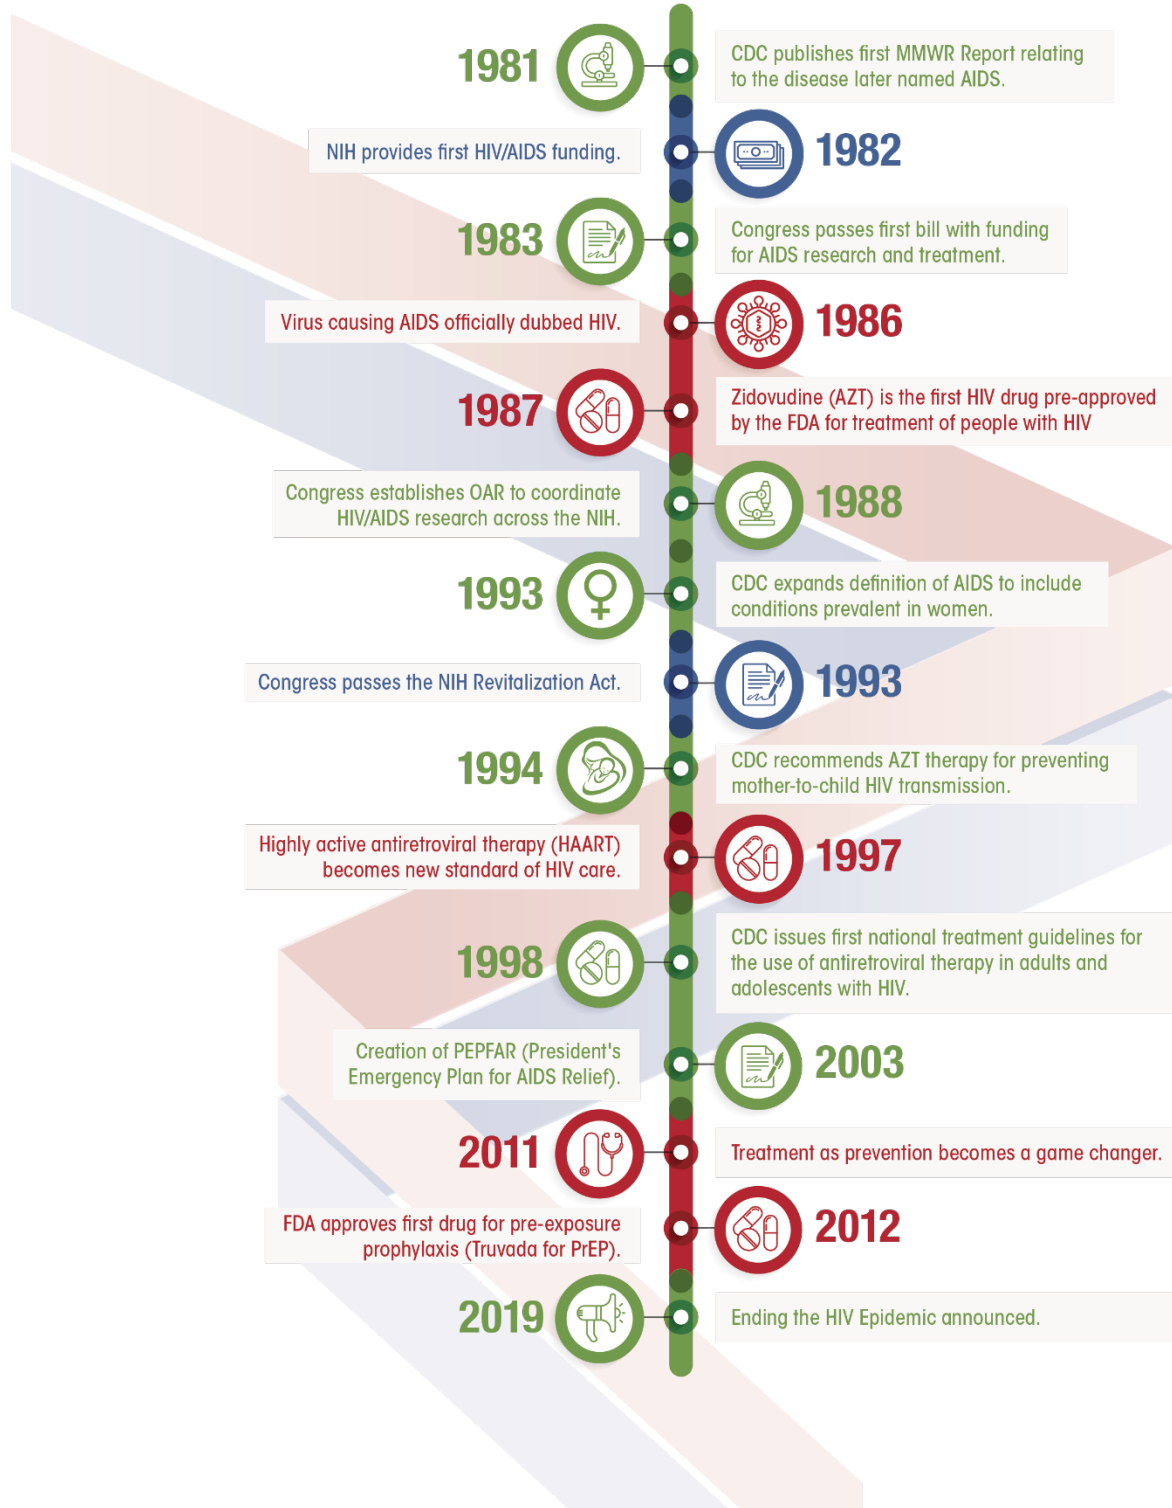 1981
CDC publishes first MMWR Report relating
to the disease later named AIDS.
NIH provides first HIV/AIDS funding.
1982
1983
Congress passes first bill with funding
for AIDS research and treatment.
Virus causing AIDS officially dubbed HIV.
1986
1987
Zidovudine (AZT) is the first HIV drug pre-approved
by the FDA for treatment of people with HIV
Congress establishes OAR to coordinate
HIV/AIDS research across the NIH.
1988
1993
CDC expands definition of AIDS to include
conditions prevalent in women.
Congress passes the NIH Revitalization Act.
1993
1994
CDC recommends AZT therapy for preventing
mother-to-child HIV transmission.
Highly active antiretroviral therapy (HAART)
becomes new standard of HIV care.
1997
1998
CDC issues first national treatment guidelines for
the use of antiretroviral therapy in adults and
adolescents with HIV.
Creation of PEPFAR (President's
Emergency Plan for AIDS Relief).
2003
2011
Treatment as prevention becomes a game changer.
FDA approves first drug for pre-exposure
prophylaxis (Truvada for PrEP).
2012
2019
Ending the HIV Epidemic announced.